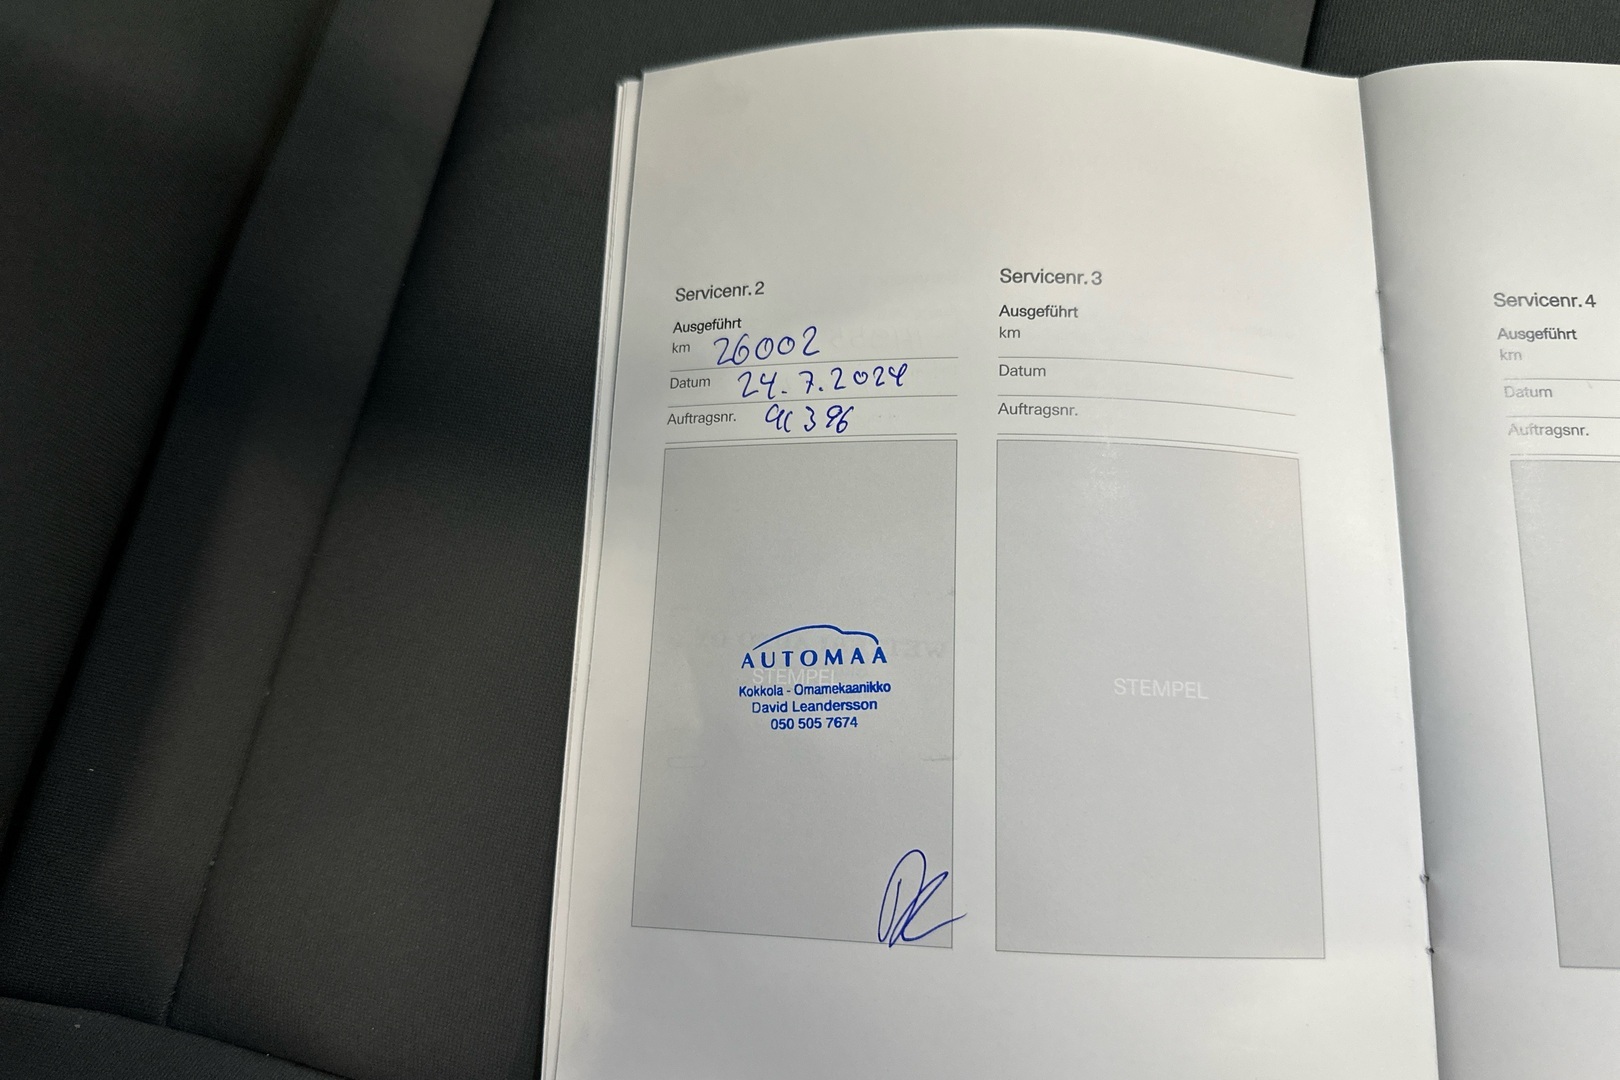 Servicenr. 2
Ausgeführt
km 26002
Datum 24.7.2024
Auftragsnr.
AUTOMAA
STEMPEL
Kokkola - Omamekaanikko
David Leandersson
050 505 7674
Servicenr. 3
Ausgeführt
km
Datum
Auftragsnr.
STEMPEL
Servicenr. 4
Ausgeführt
km
Datum
Auftragsnr.